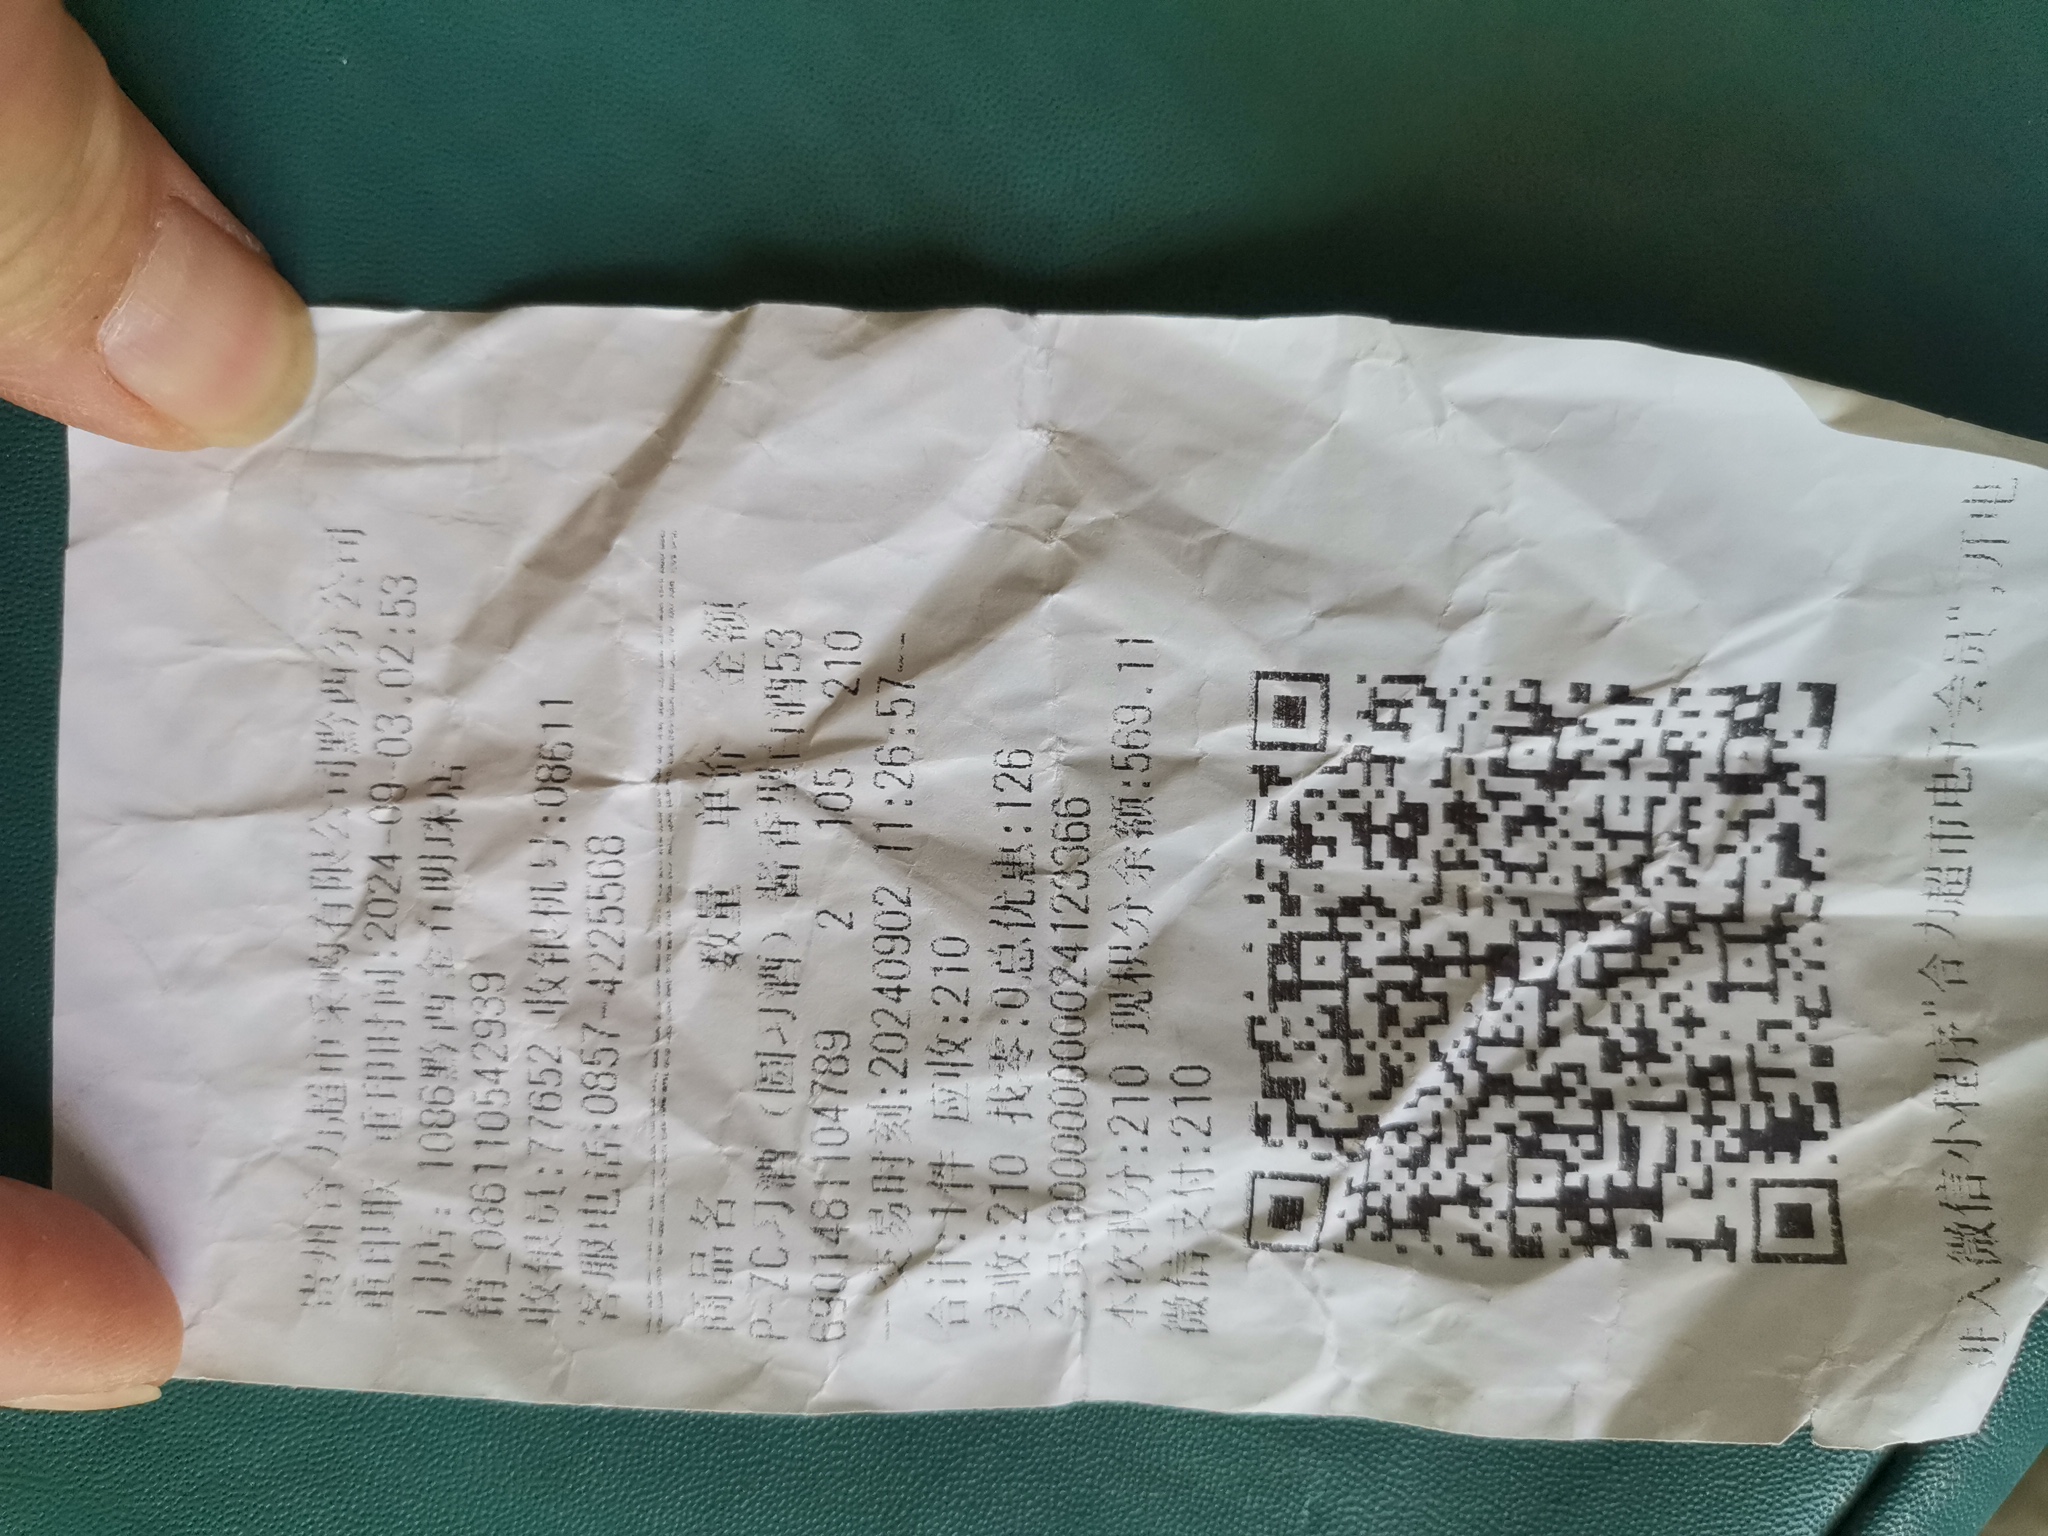 贵州合力超市采购有限公司黔西分公司
重印联 重印时间:2024-09-03.02:53
门店: 1086黔西金石明珠店
销_086110542939
收银员:77652 收银机号:08611
客服电话:0857-4225568
商品名 数量 单价 金额
P-ZC习酒（圆习酒）酱香型白酒53
6901481104789 2 105 210
---交易时刻:20240902 11:26:57---
合计:1件 应收:210
实收:210 找零:0总优惠:126
会员:8000000000024123366
本次积分:210 现积分余额:569.11
微信支付:210
进入微信小程序"合力超市电子会员",开电